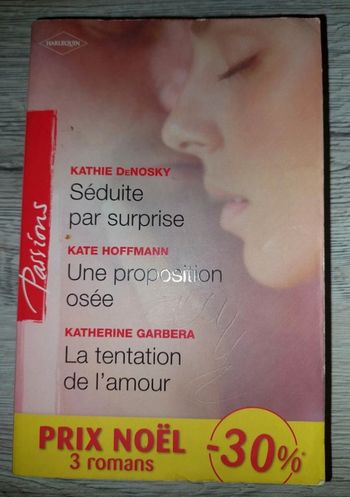 HARLEQUIN
Passions
KATHIE DENOSKY
Séduite
par surprise
KATE HOFFMANN
Une proposition
osée
KATHERINE GARBERA
La tentation
de l'amour
PRIX NOËL
3 romans
-30%*